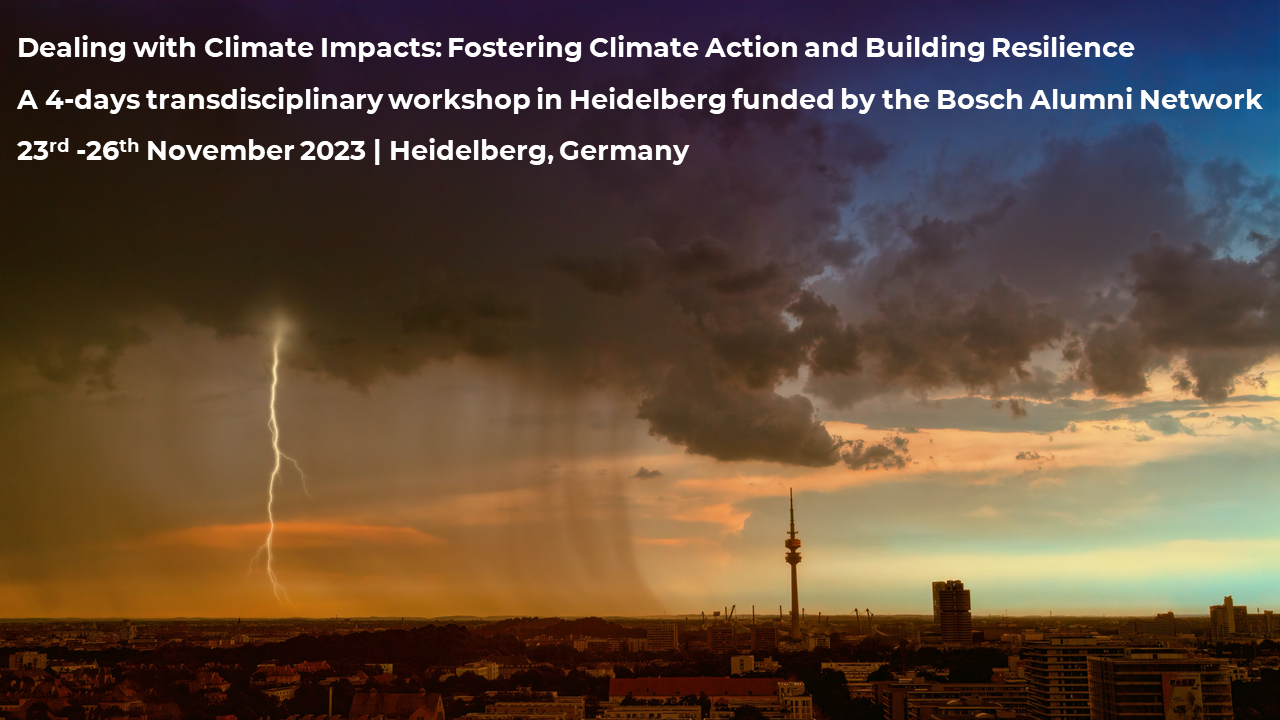 Dealing with Climate Impacts: Fostering Climate Action and Building Resilience
A 4-days transdisciplinary workshop in Heidelberg funded by the Bosch Alumni Network
23rd -26th November 2023 | Heidelberg, Germany